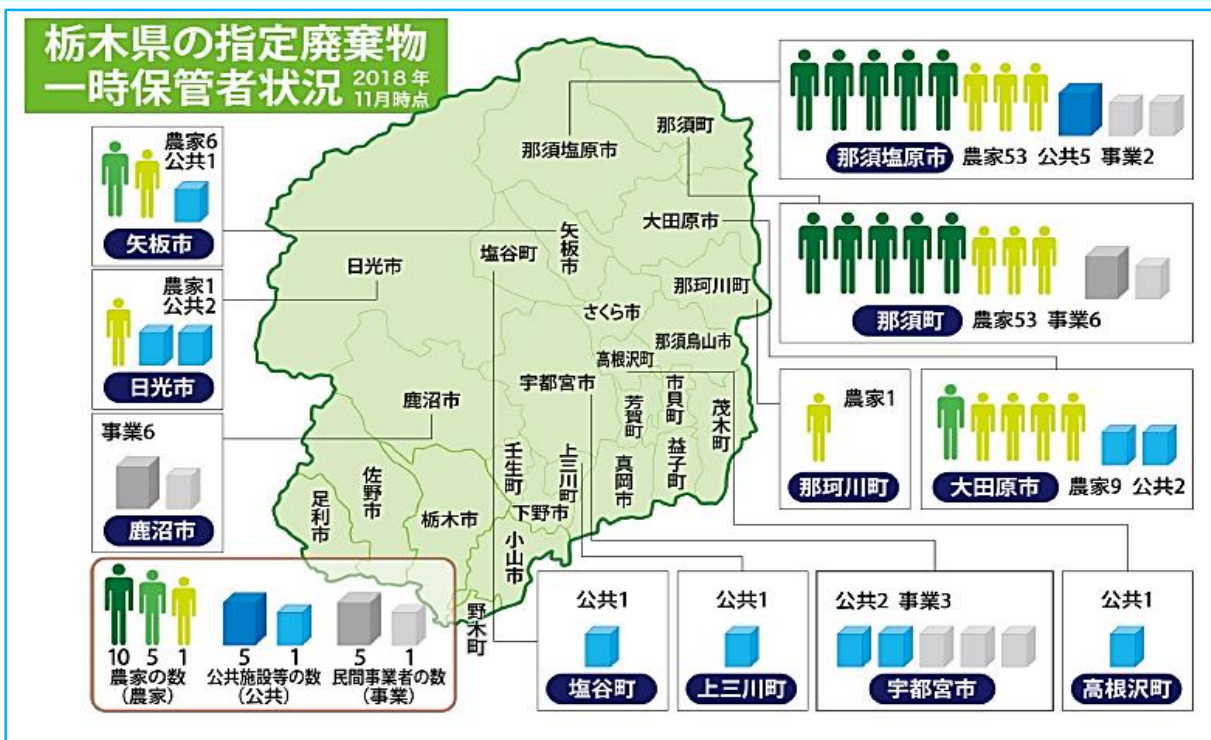 栃木県の指定廃棄物
一時保管者状況 2018年
11月時点
農家6
公共1
矢板市
農家1
公共2
日光市
事業6
鹿沼市
那須塩原市 農家53 公共5 事業2
那須町 農家53 事業6
農家1
那珂川町
大田原市 農家9 公共2
那須町
那須塩原市
大田原市
矢板市
塩谷町
日光市
那珂川町
さくら市
那須烏山市
高根沢町
宇都宮市
鹿沼市
芳賀町
市貝町
茂木町
壬生町
上三川町
真岡市
益子町
佐野市
足利市
栃木市
下野市
小山市
野木町
10 5 1
農家の数
(農家)
5 1
公共施設等の数
(公共)
5 1
民間事業者の数
(事業)
公共1
塩谷町
公共1
上三川町
公共2 事業3
宇都宮市
公共1
高根沢町